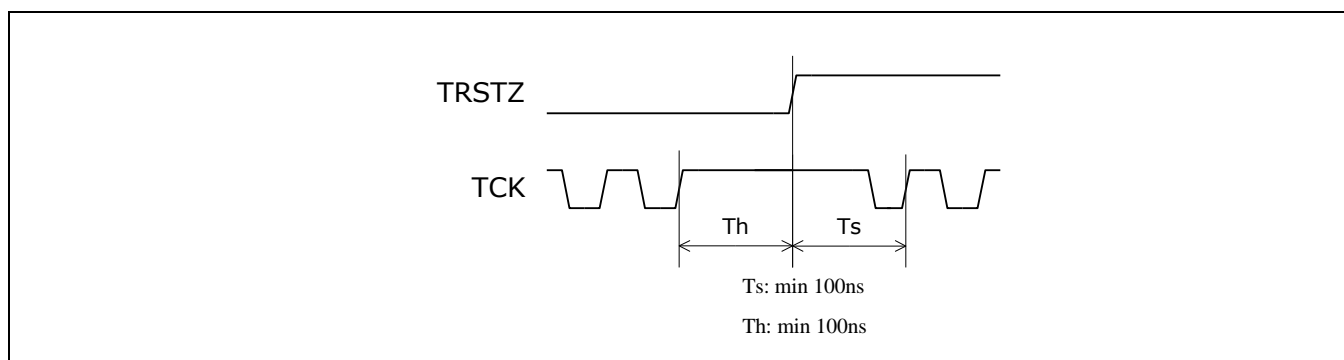 TRSTZ
TCK
Th
Ts
Ts: min 100ns
Th: min 100ns